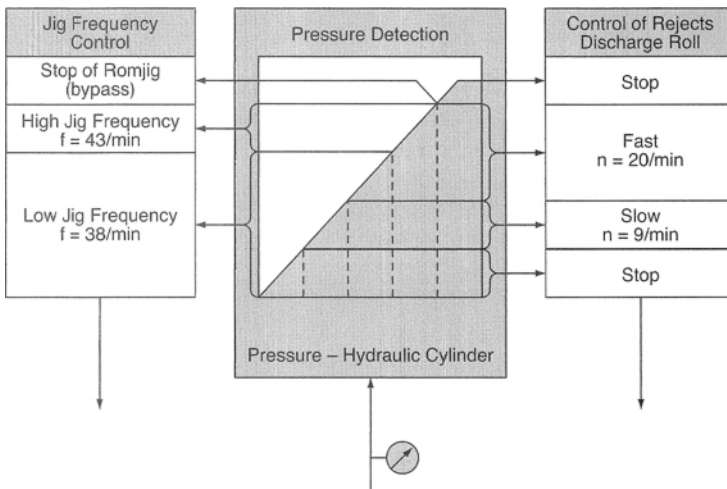 Jig Frequency
Control
Stop of Romjig
(bypass)
High Jig Frequency
f = 43/min
Low Jig Frequency
f = 38/min
Pressure Detection
Pressure – Hydraulic Cylinder
Control of Rejects
Discharge Roll
Stop
Fast
n = 20/min
Slow
n = 9/min
Stop